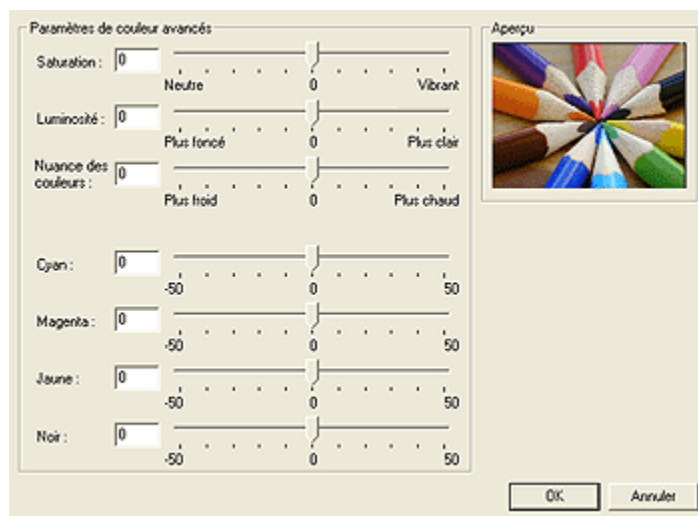 Paramètres de couleur avancés
Saturation : 0
Neutre 0 Vibrant
Luminosité : 0
Plus foncé 0 Plus clair
Nuance des couleurs : 0
Plus froid 0 Plus chaud
Cyan : 0
-50 0 50
Magenta : 0
-50 0 50
Jaune : 0
-50 0 50
Noir : 0
-50 0 50
Aperçu
OK Annuler